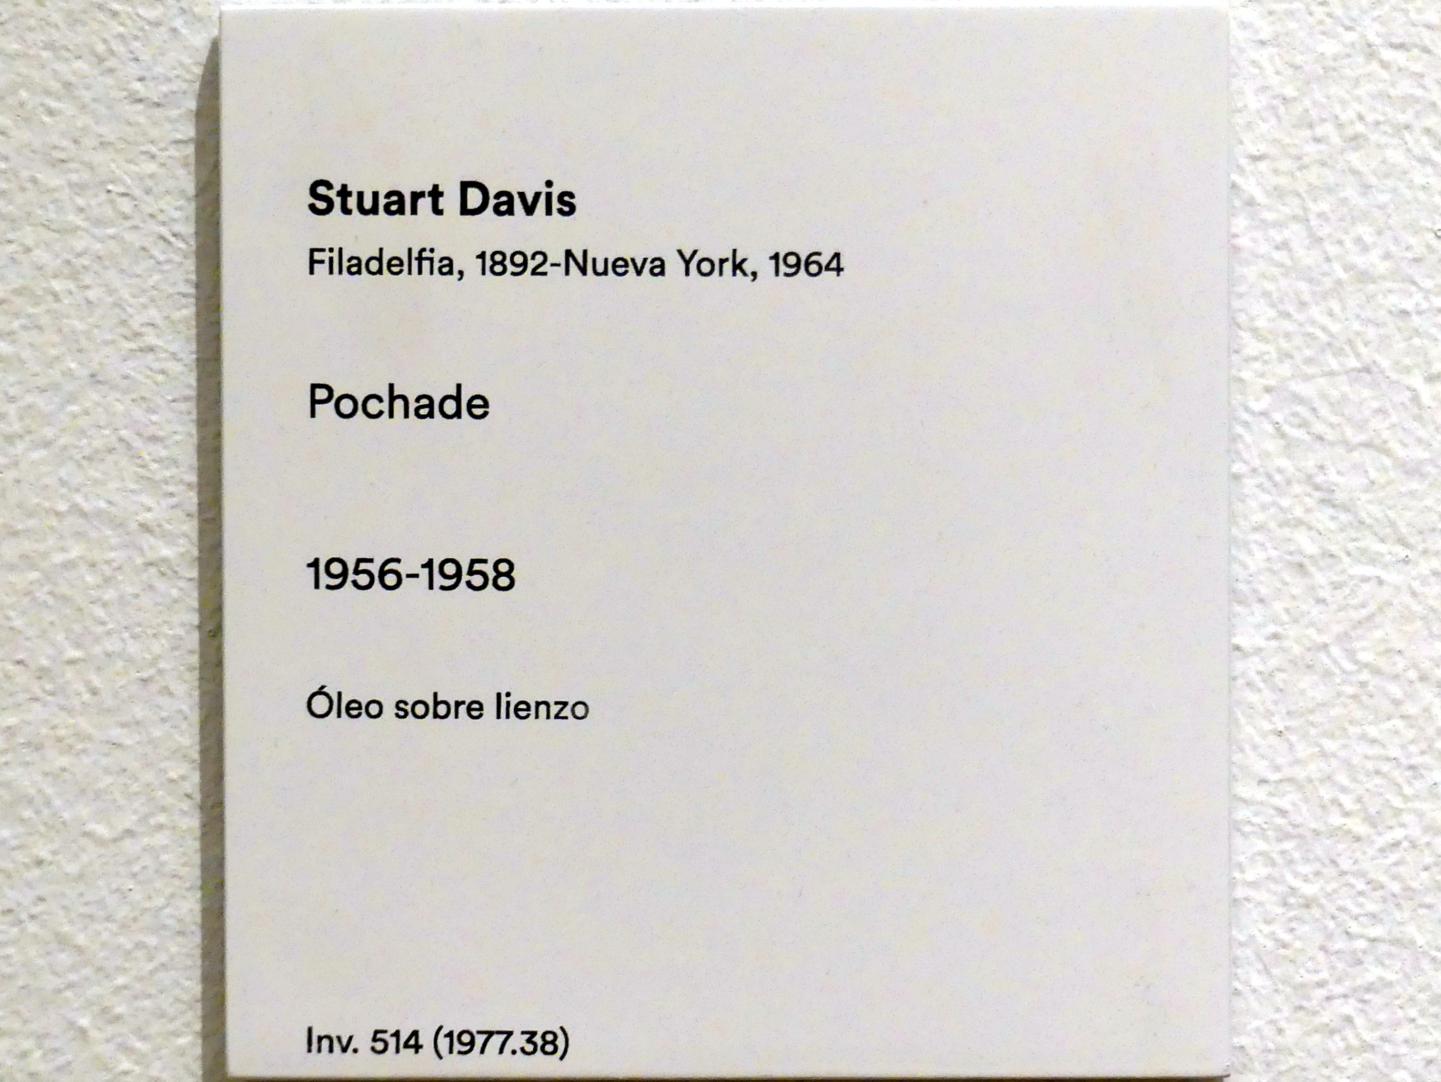 Stuart Davis
Filadelfia, 1892-Nueva York, 1964
Pochade
1956-1958
Óleo sobre lienzo
Inv. 514 (1977.38)